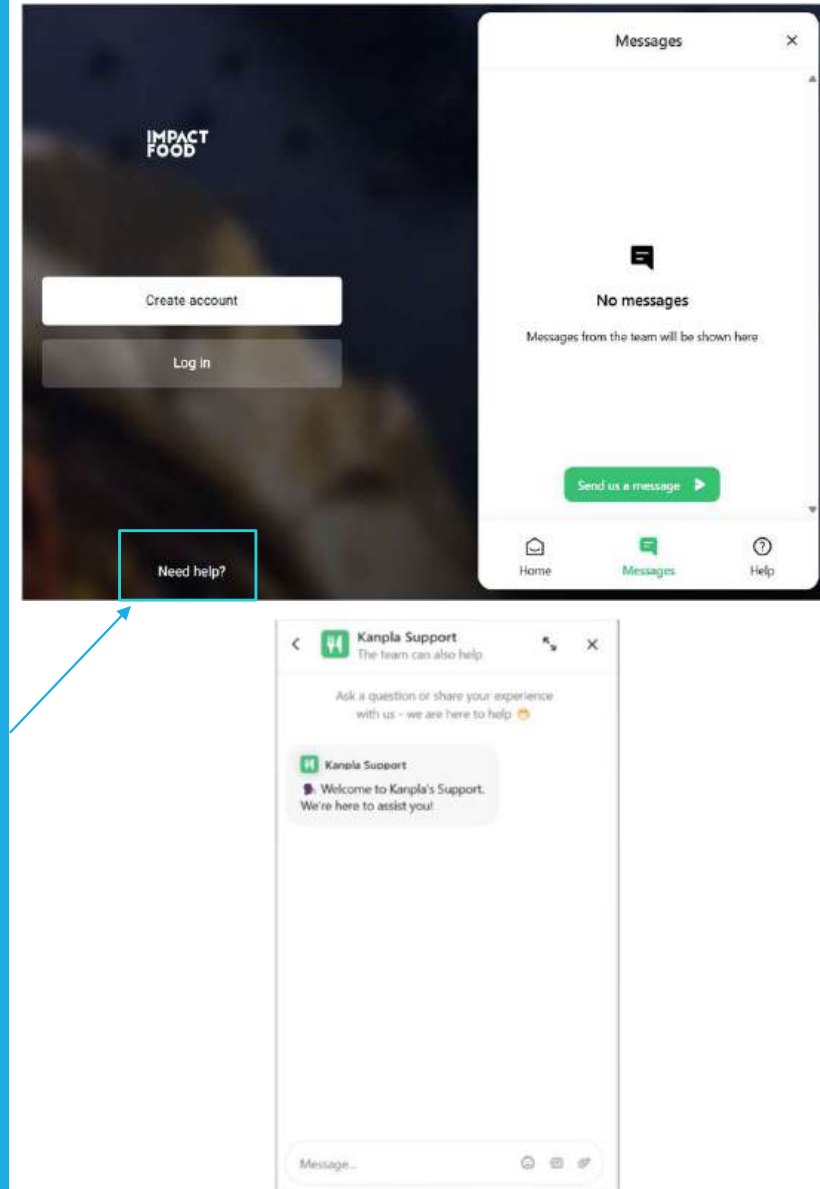 IMPACT
FOOD
Create account
Log in
Need help?
Messages
No messages
Messages from the team will be shown here
Send us a message
Home
Messages
Help
Kanpla Support
The team can also help
Ask a question or share your experience
with us - we are here to help
Kanpla Support
Welcome to Kanpla's Support.
We're here to assist you!
Message...